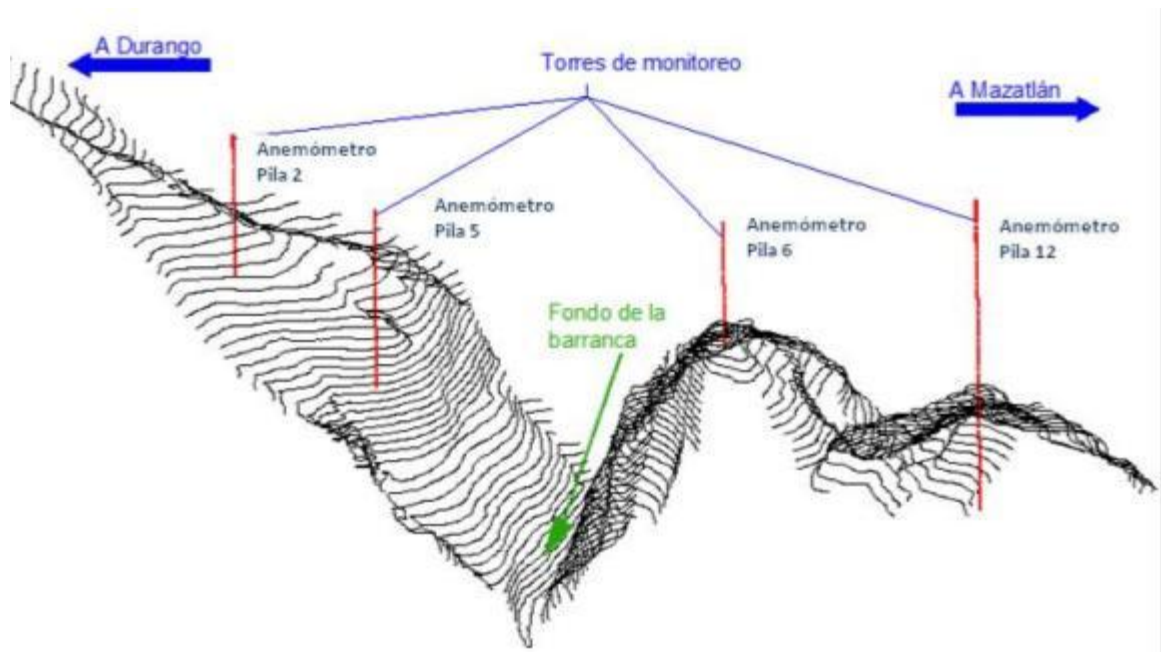 A Durango
Torres de monitoreo
A Mazatlán
Anemómetro
Pila 2
Anemómetro
Pila 5
Anemómetro
Pila 6
Anemómetro
Pila 12
Fondo de la
barranca